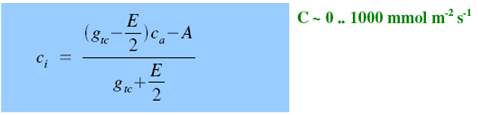 c_i = ((g_tc − E/2)c_a − A) / (g_tc + E/2)
C ~ 0 .. 1000 mmol m⁻² s⁻¹